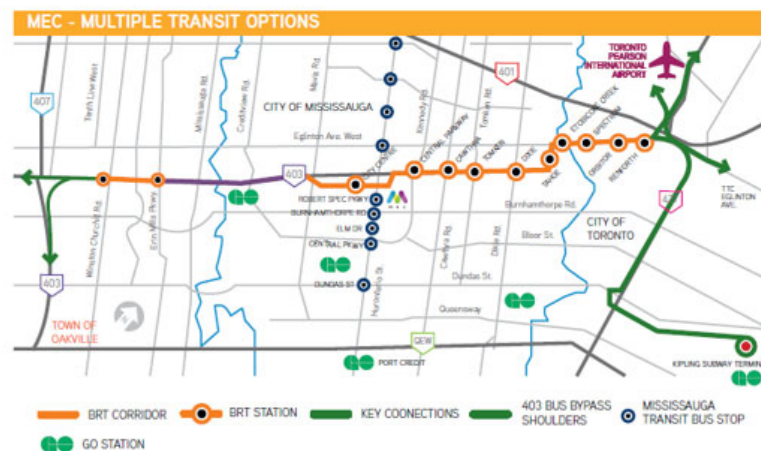 MEC - MULTIPLE TRANSIT OPTIONS
TORONTO
PEARSON
INTERNATIONAL
AIRPORT
407
Tenth Line West
Mississauga Rd.
Creditview Rd.
Mavis Rd.
CITY OF MISSISSAUGA
Kennedy Rd.
401
Tomken Rd.
Eglinton Ave. West
CITY CENTRE
CENTRAL PARKWAY
CAWTHRA
TOMKEN
DIXIE
TAHOE
ETOBICOKE CREEK
SPECTRUM
ORBITOR
RENFORTH
TTC
EGLINTON
AVE.
403
ROBERT SPEC PKWY
BURNHAMTHORPE RD
ELM DR
CENTRAL PKWY
DUNDAS ST.
Burnhamthorpe Rd.
Bloor St.
CITY OF
TORONTO
Winston Churchill Rd.
Erin Mills Pkwy.
403
Hurontario St.
Cawthra Rd.
Dixie Rd.
Dundas St.
Queensway
TOWN OF
OAKVILLE
QEW
PORT CREDIT
KIPLING SUBWAY TERMIN
BRT CORRIDOR
BRT STATION
KEY COONECTIONS
403 BUS BYPASS
SHOULDERS
MISSISSAUGA
TRANSIT BUS STOP
GO STATION